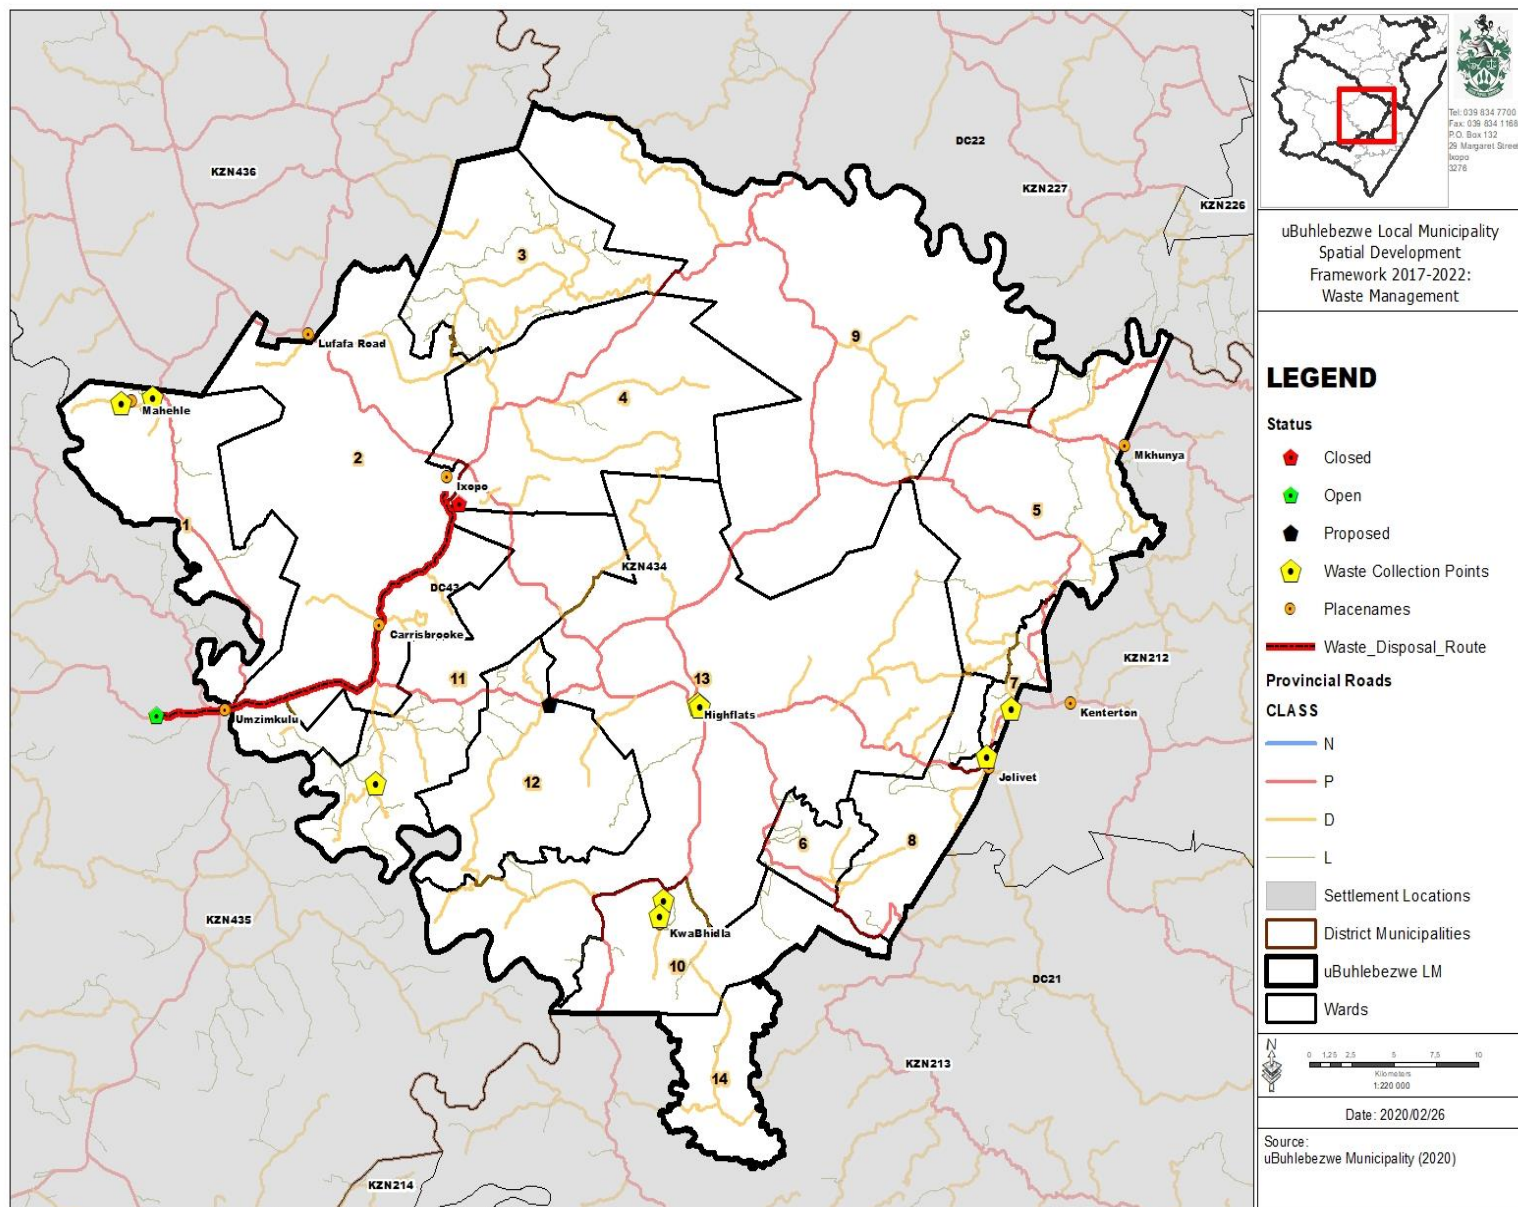 KZN436
DC22
KZN227
KZN226
3
9
Lufafa Road
4
Mahehle
2
Mkhunya
Ixopo
5
1
KZN434
DC43
Carrisbrooke
KZN212
11
13
7
Umzimkulu
Highflats
Kenterton
Jolivet
12
6
8
KZN435
KwaBhidla
10
DC21
KZN213
14
KZN214
Tel: 039 834 7700
Fax: 039 834 1168
P.O. Box 132
29 Margaret Street
Ixopo
3276
uBuhlebezwe Local Municipality
Spatial Development
Framework 2017-2022:
Waste Management
LEGEND
Status
Closed
Open
Proposed
Waste Collection Points
Placenames
Waste_Disposal_Route
Provincial Roads
CLASS
N
P
D
L
Settlement Locations
District Municipalities
uBuhlebezwe LM
Wards
N
0 1,25 2,5 5 7,5 10
Kilometers
1:220 000
Date: 2020/02/26
Source:
uBuhlebezwe Municipality (2020)